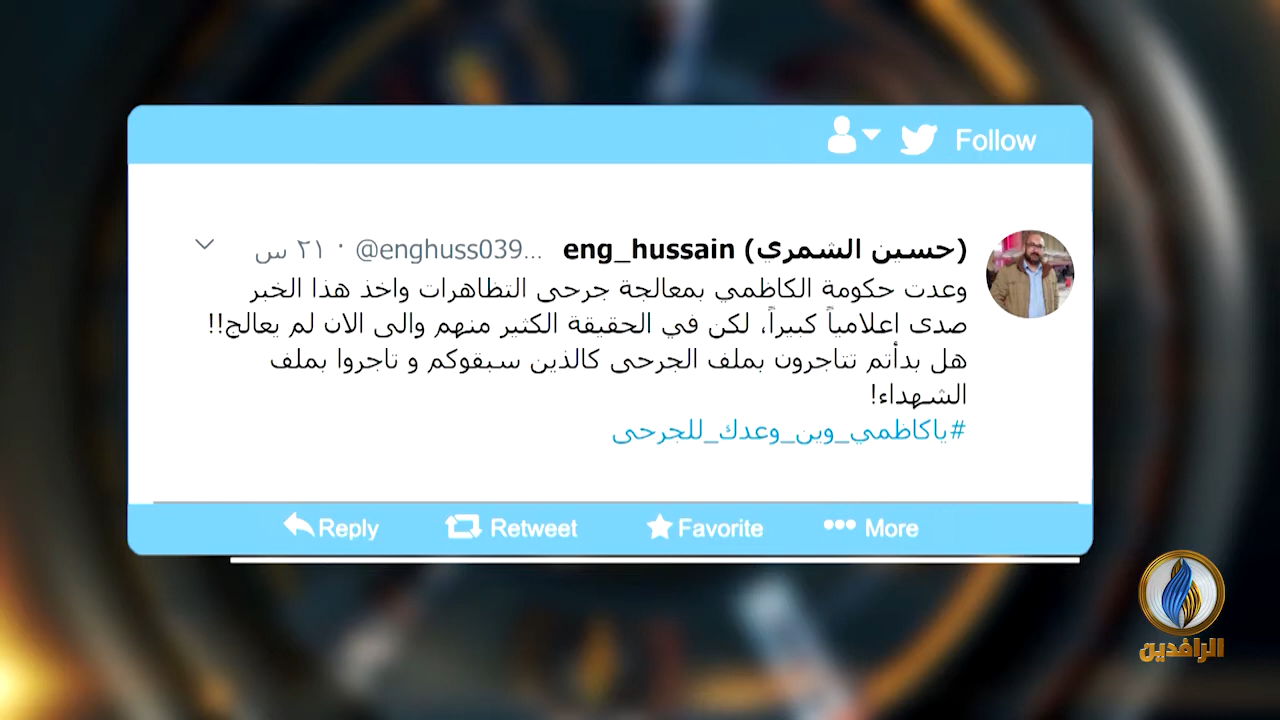 Follow
eng_hussain (حسين الشمري) @enghuss039... · ٢١ س
وعدت حكومة الكاظمي بمعالجة جرحى التظاهرات واخذ هذا الخبر
صدى اعلامياً كبيراً، لكن في الحقيقة الكثير منهم والى الان لم يعالج!!
هل بدأتم تتاجرون بملف الجرحى كالذين سبقوكم و تاجروا بملف
الشهداء!
#ياكاظمي_وين_وعدك_للجرحى
Reply Retweet Favorite More
الرافدين